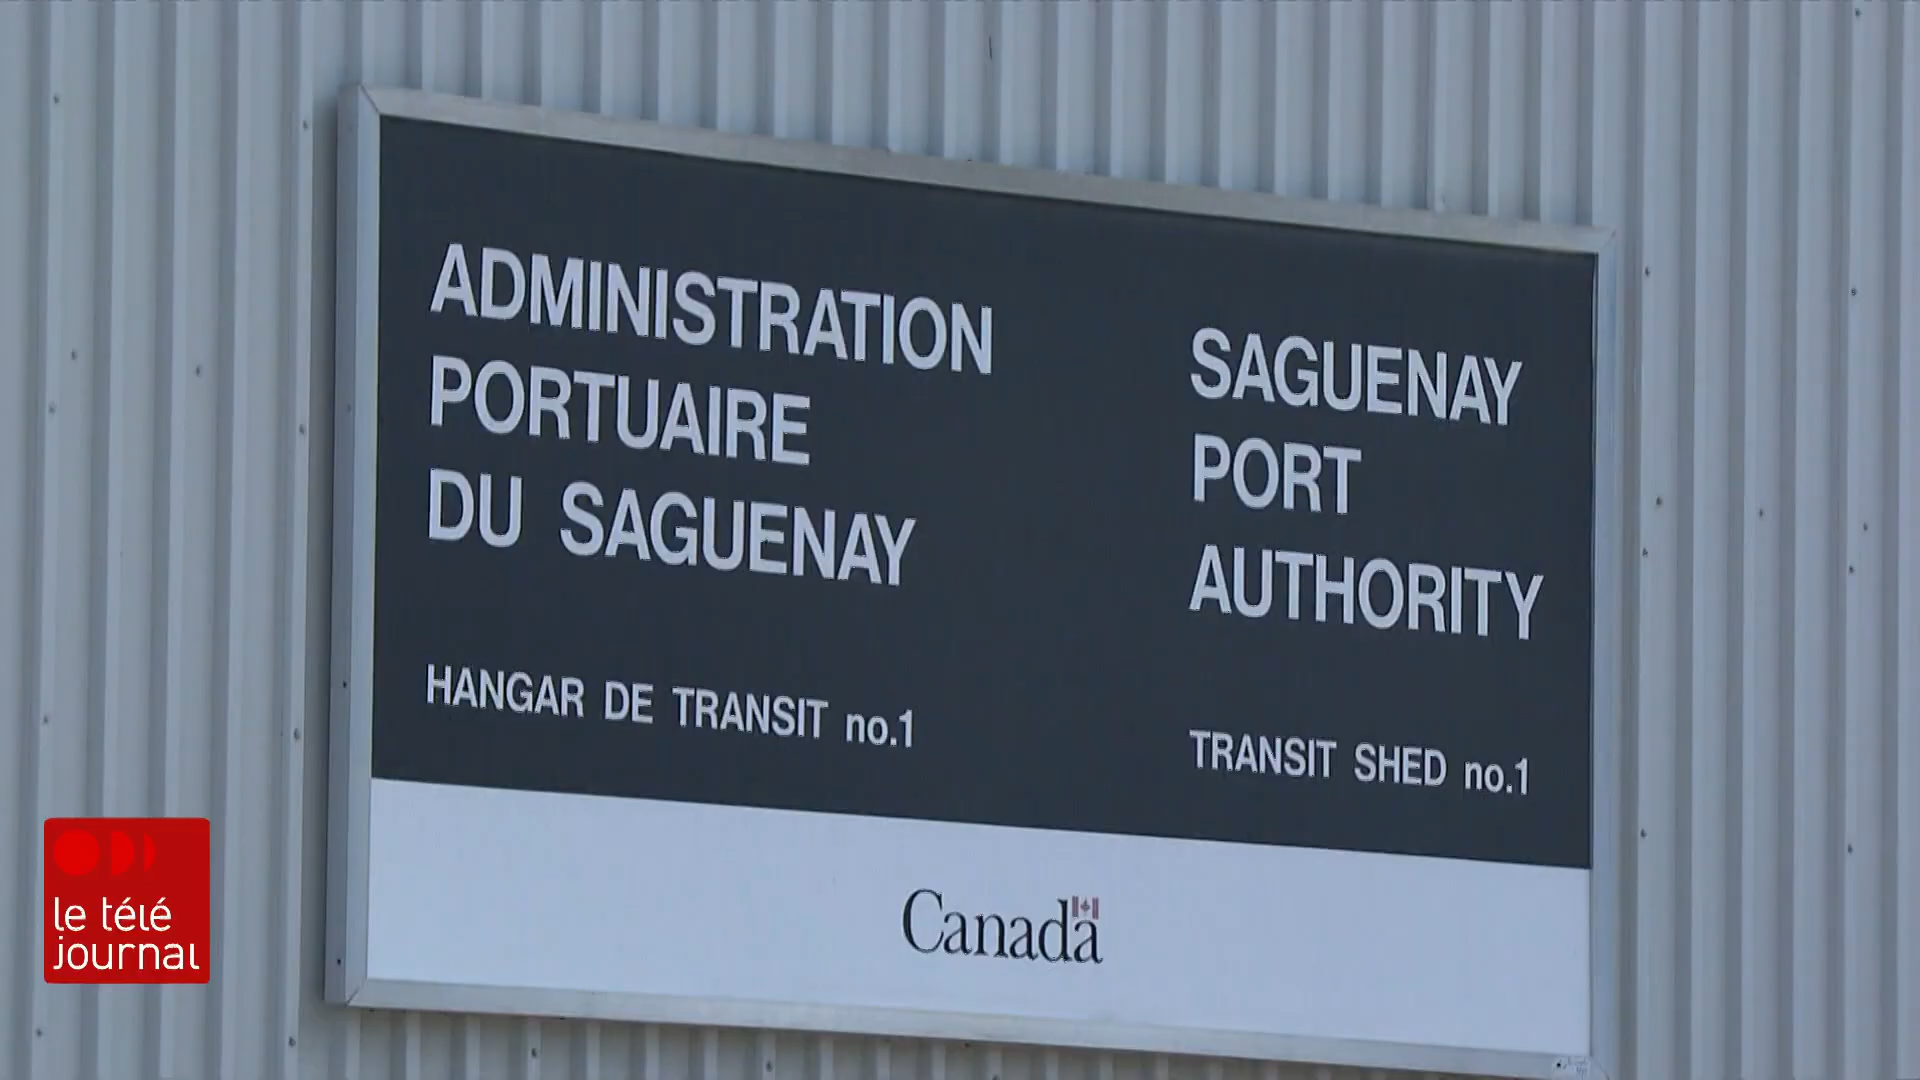 ADMINISTRATION
PORTUAIRE
DU SAGUENAY
HANGAR DE TRANSIT no.1
SAGUENAY
PORT
AUTHORITY
TRANSIT SHED no.1
Canada
le télé
journal